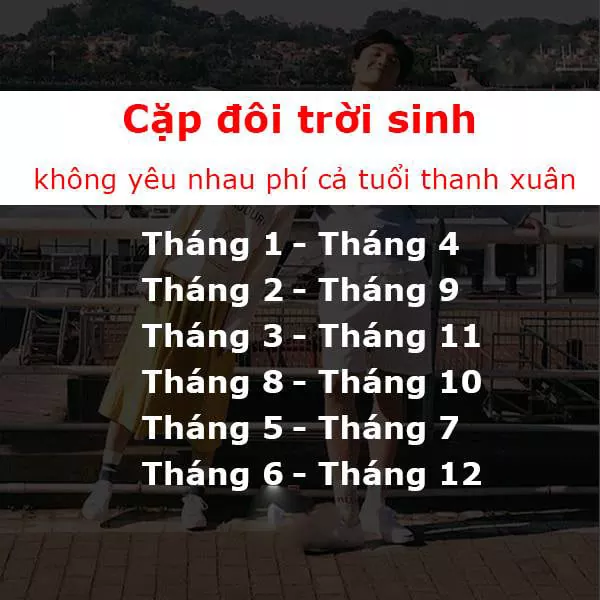 Cặp đôi trời sinh
không yêu nhau phí cả tuổi thanh xuân
Tháng 1 - Tháng 4
Tháng 2 - Tháng 9
Tháng 3 - Tháng 11
Tháng 8 - Tháng 10
Tháng 5 - Tháng 7
Tháng 6 - Tháng 12